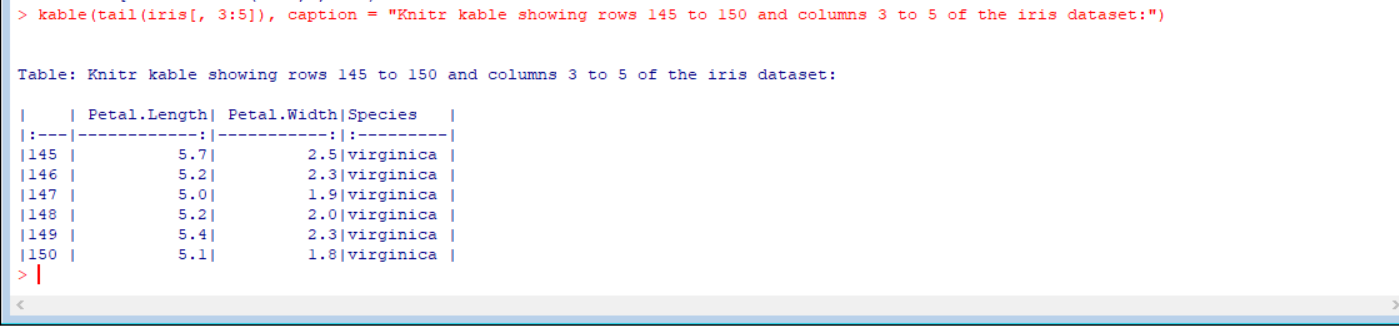 > kable(tail(iris[, 3:5]), caption = "Knitr kable showing rows 145 to 150 and columns 3 to 5 of the iris dataset:")
Table: Knitr kable showing rows 145 to 150 and columns 3 to 5 of the iris dataset:
|    | Petal.Length| Petal.Width|Species   |
|:---|------------:|-----------:|:---------|
|145 |          5.7|         2.5|virginica |
|146 |          5.2|         2.3|virginica |
|147 |          5.0|         1.9|virginica |
|148 |          5.2|         2.0|virginica |
|149 |          5.4|         2.3|virginica |
|150 |          5.1|         1.8|virginica |
>